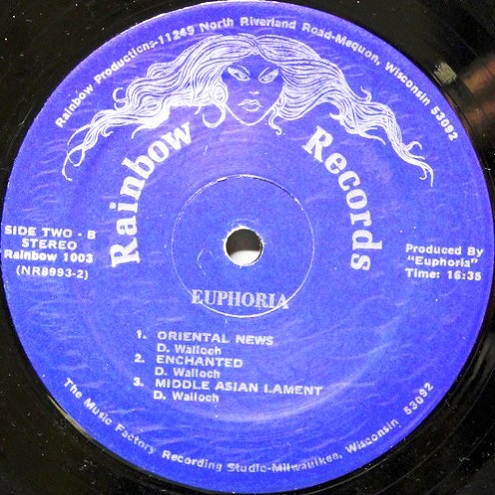 Rainbow Productions-11249 North Riverland Road-Mequon, Wisconsin 53092
Rainbow Records
SIDE TWO - B
STEREO
Rainbow 1003
(NR8993-2)
Produced By
"Euphoria"
Time: 16:35
EUPHORIA
1. ORIENTAL NEWS
D. Walloch
2. ENCHANTED
D. Walloch
3. MIDDLE ASIAN LAMENT
D. Walloch
The Music Factory Recording Studio-Milwaukee, Wisconsin 53092